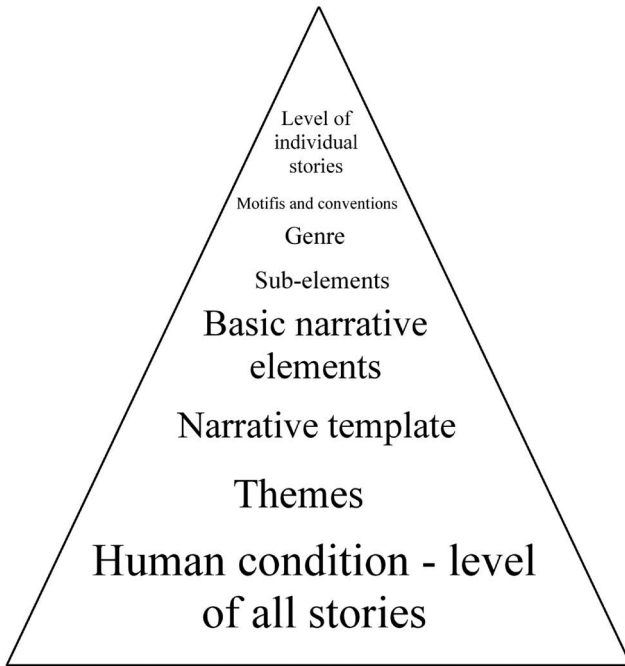 Level of
individual
stories
Motifis and conventions
Genre
Sub-elements
Basic narrative
elements
Narrative template
Themes
Human condition - level
of all stories